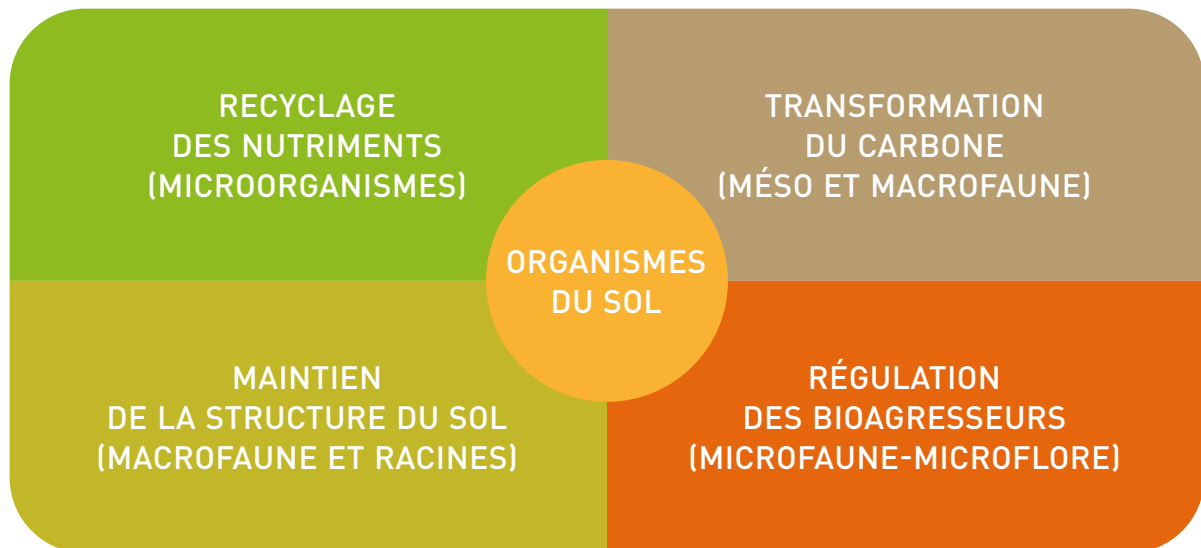 RECYCLAGE
DES NUTRIMENTS
(MICROORGANISMES)
TRANSFORMATION
DU CARBONE
(MÉSO ET MACROFAUNE)
ORGANISMES
DU SOL
MAINTIEN
DE LA STRUCTURE DU SOL
(MACROFAUNE ET RACINES)
RÉGULATION
DES BIOAGRESSEURS
(MICROFAUNE-MICROFLORE)